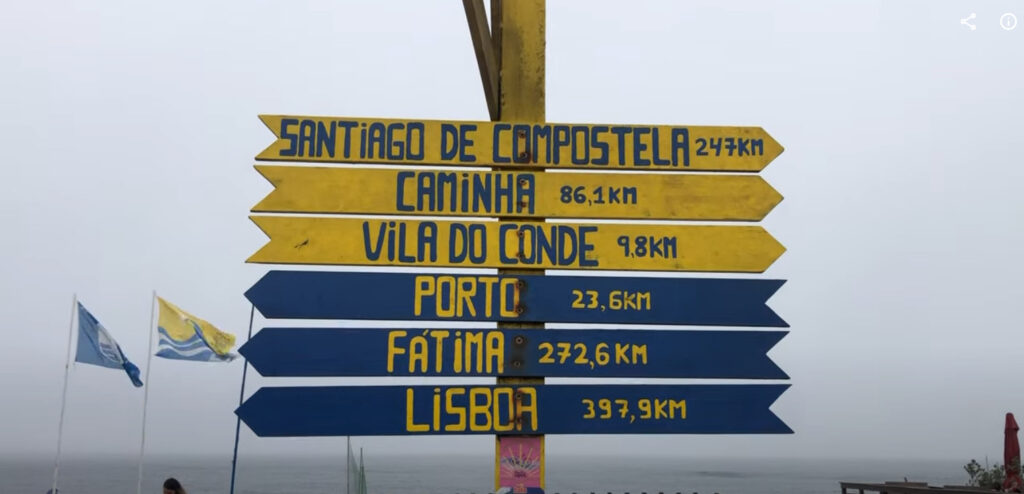 SANTiAGO DE COMPOSTELA 247KM
CAMiNHA 86,1KM
ViLA DO CONDE 9,8KM
PORTO 23,6KM
FÁTiMA 272,6 KM
LiSBOA 397,9KM